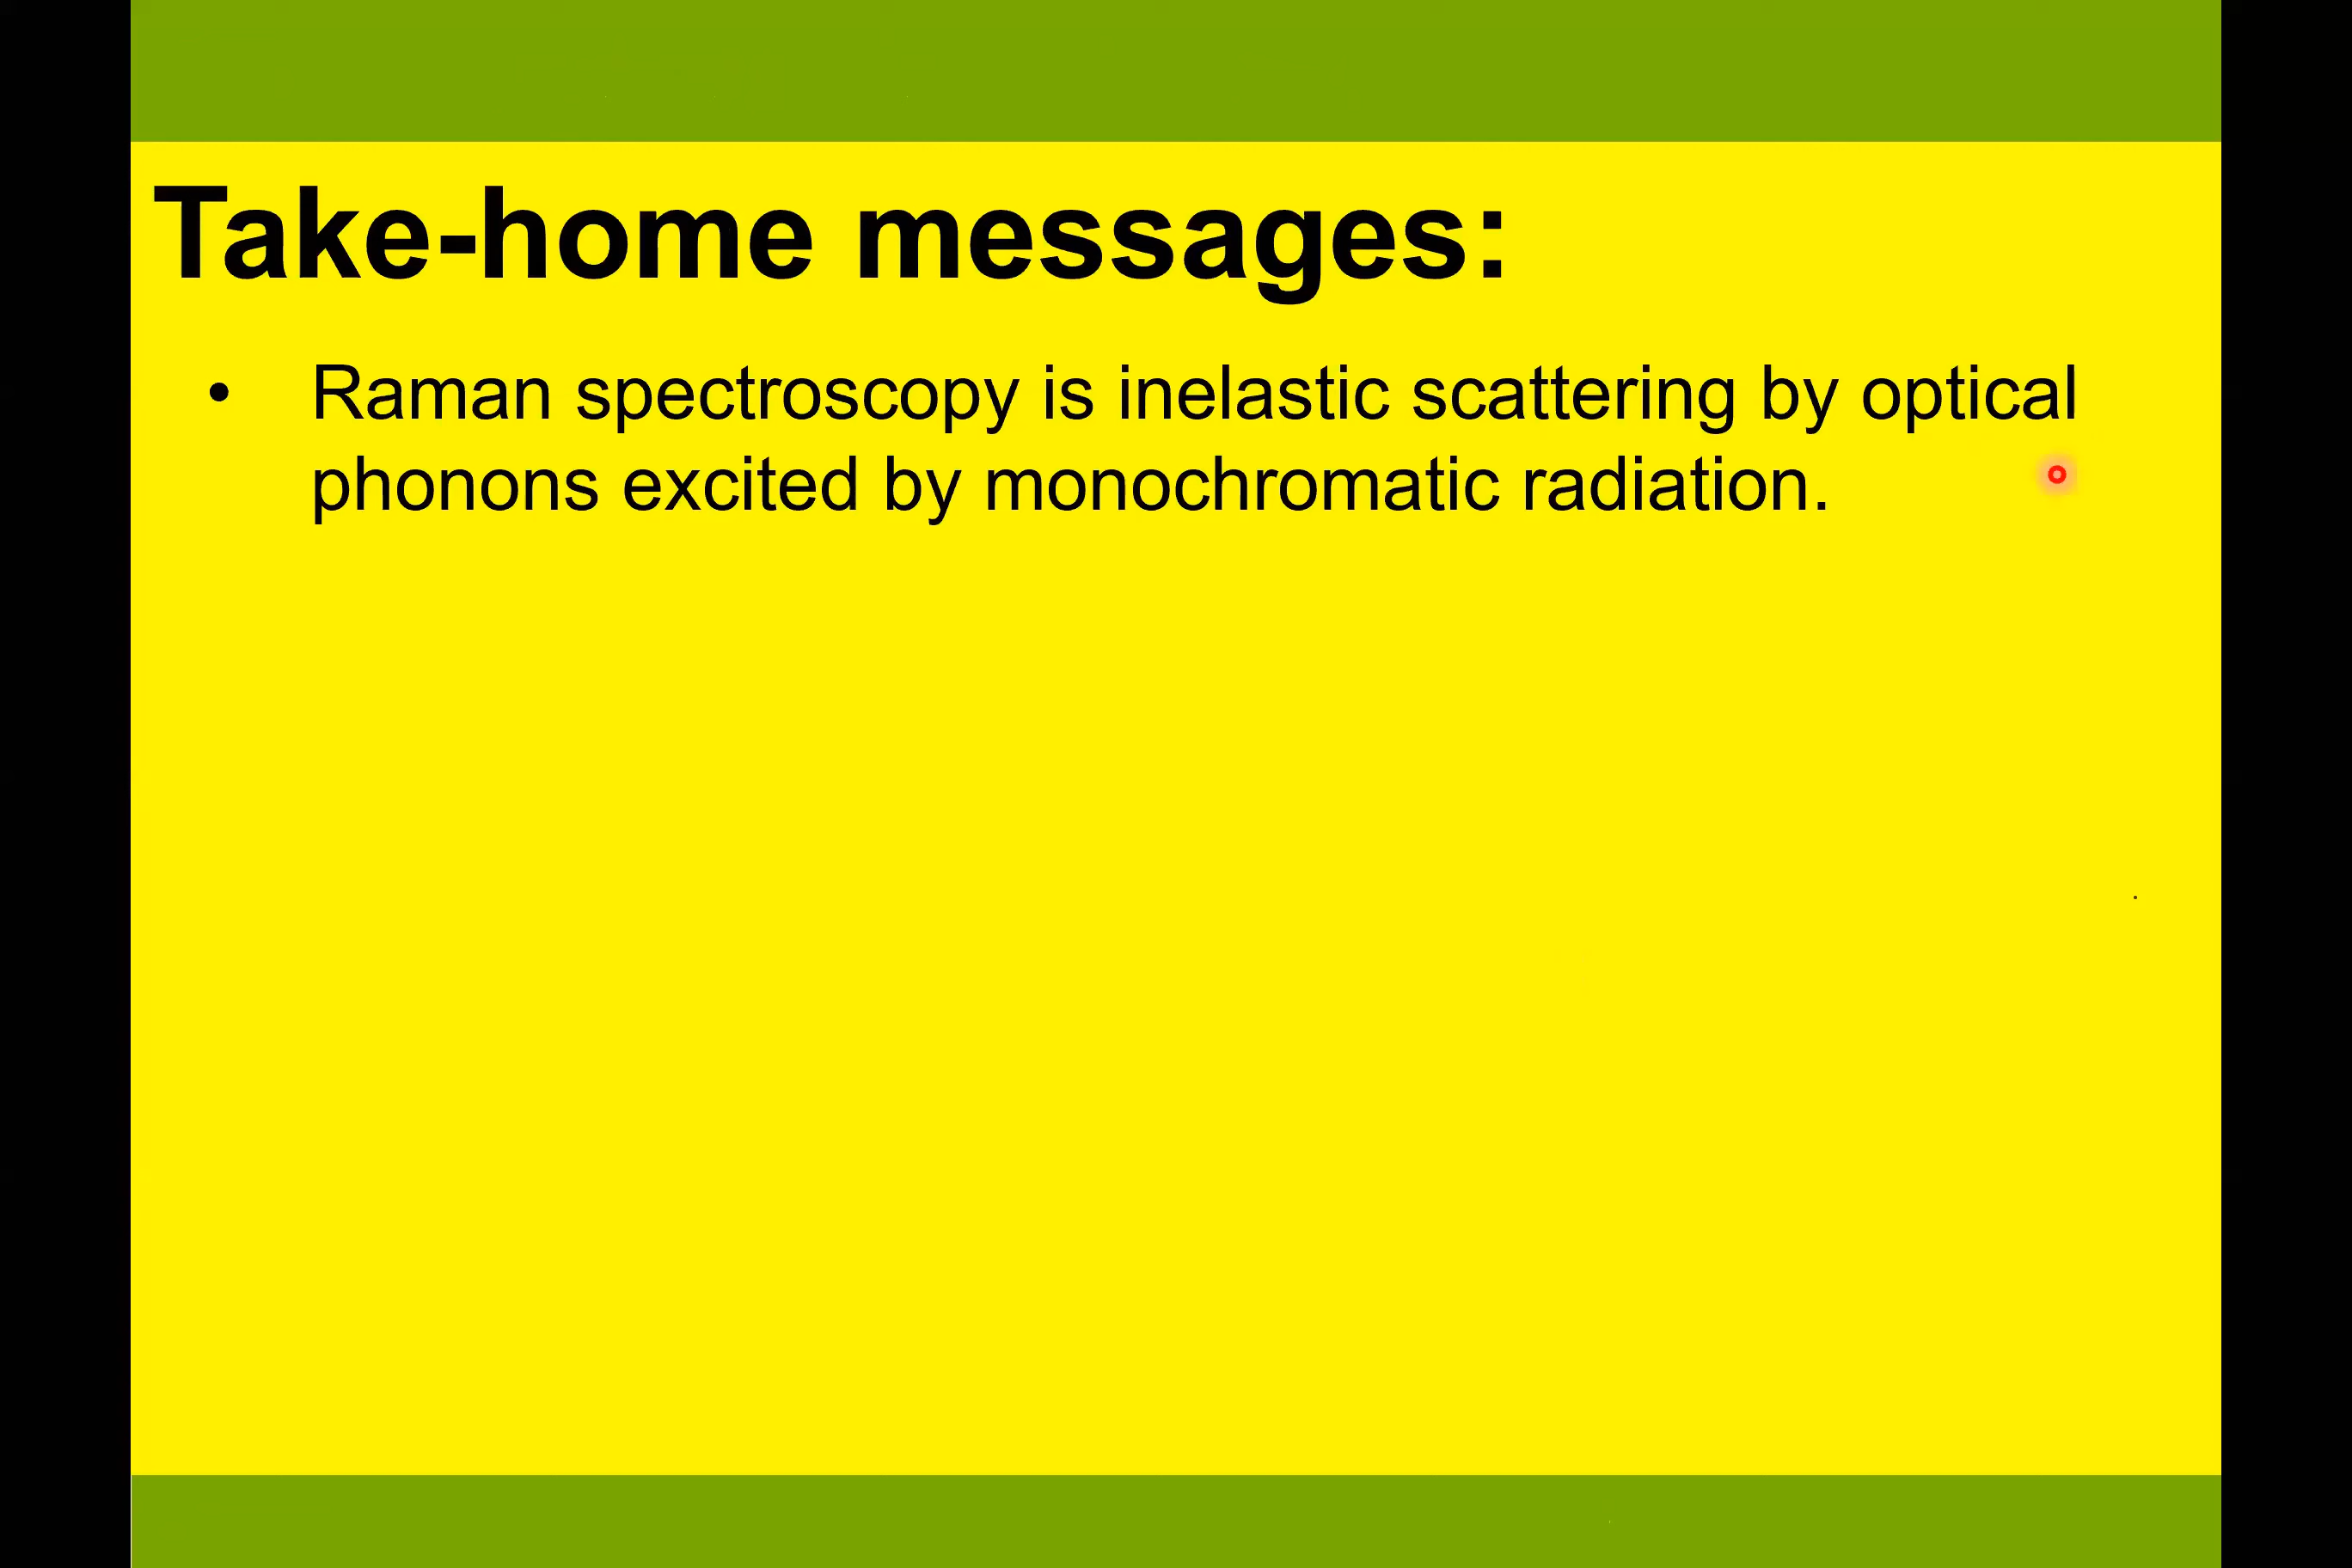 Take-home messages:
• Raman spectroscopy is inelastic scattering by optical
phonons excited by monochromatic radiation.